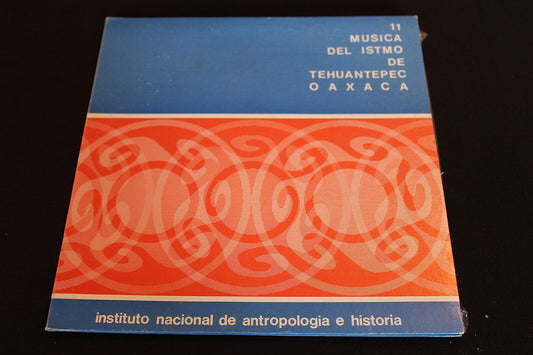 11
MUSICA
DEL ISTMO
DE
TEHUANTEPEC
OAXACA
instituto nacional de antropologia e historia